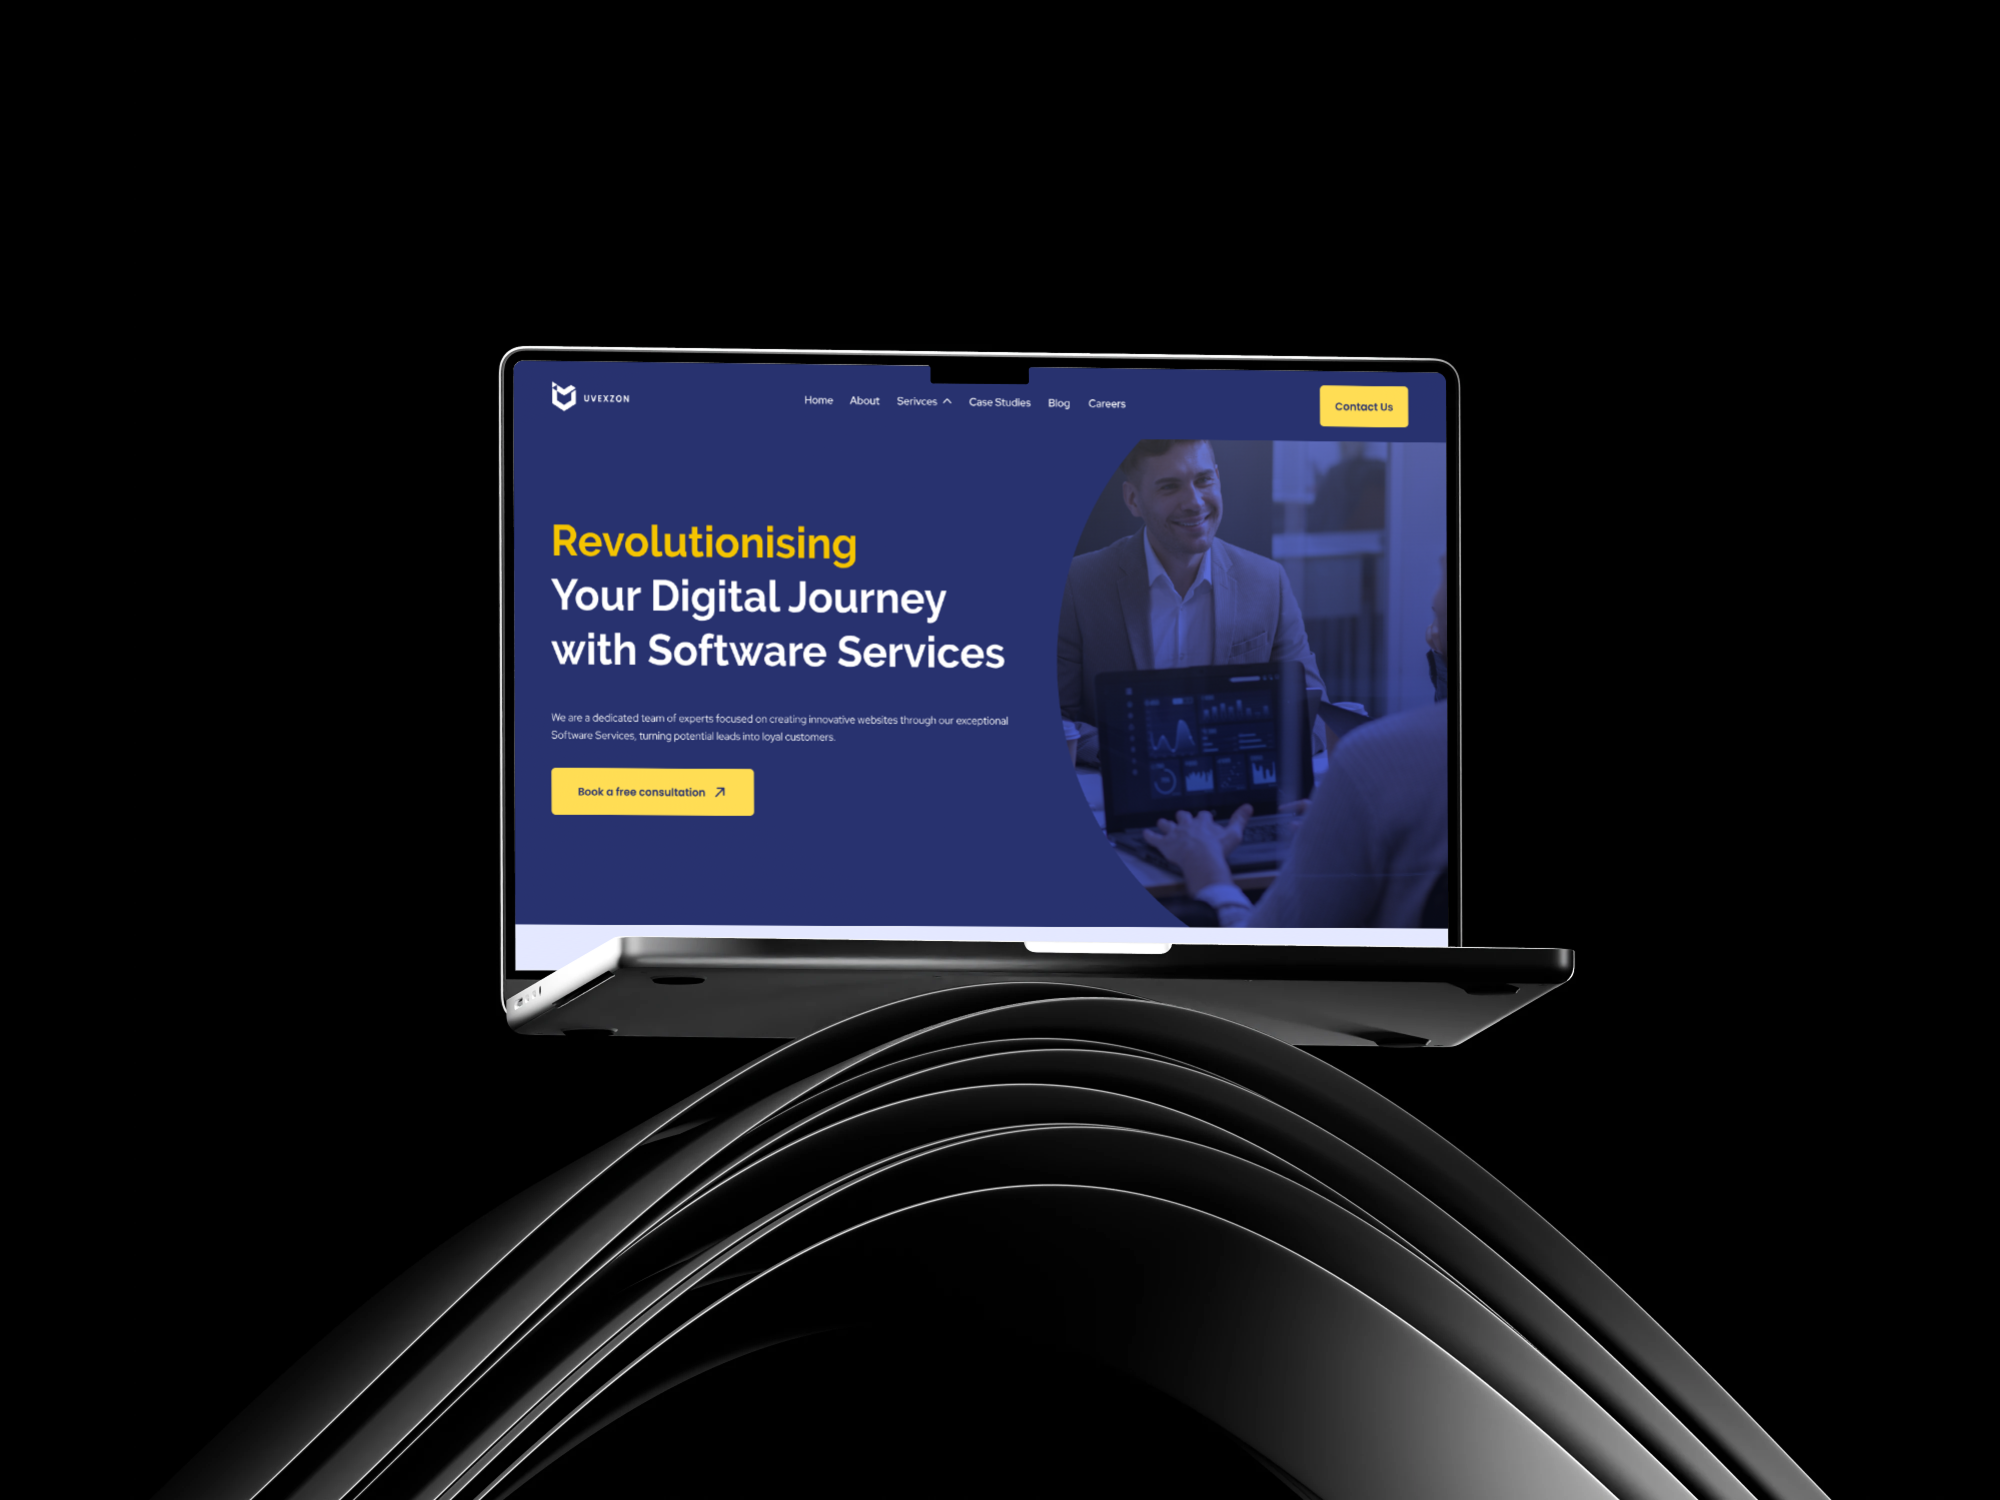 UVEXZON
Home About Serivces Case Studies Blog Careers
Contact Us
Revolutionising
Your Digital Journey
with Software Services
We are a dedicated team of experts focused on creating innovative websites through our exceptional
Software Services, turning potential leads into loyal customers.
Book a free consultation